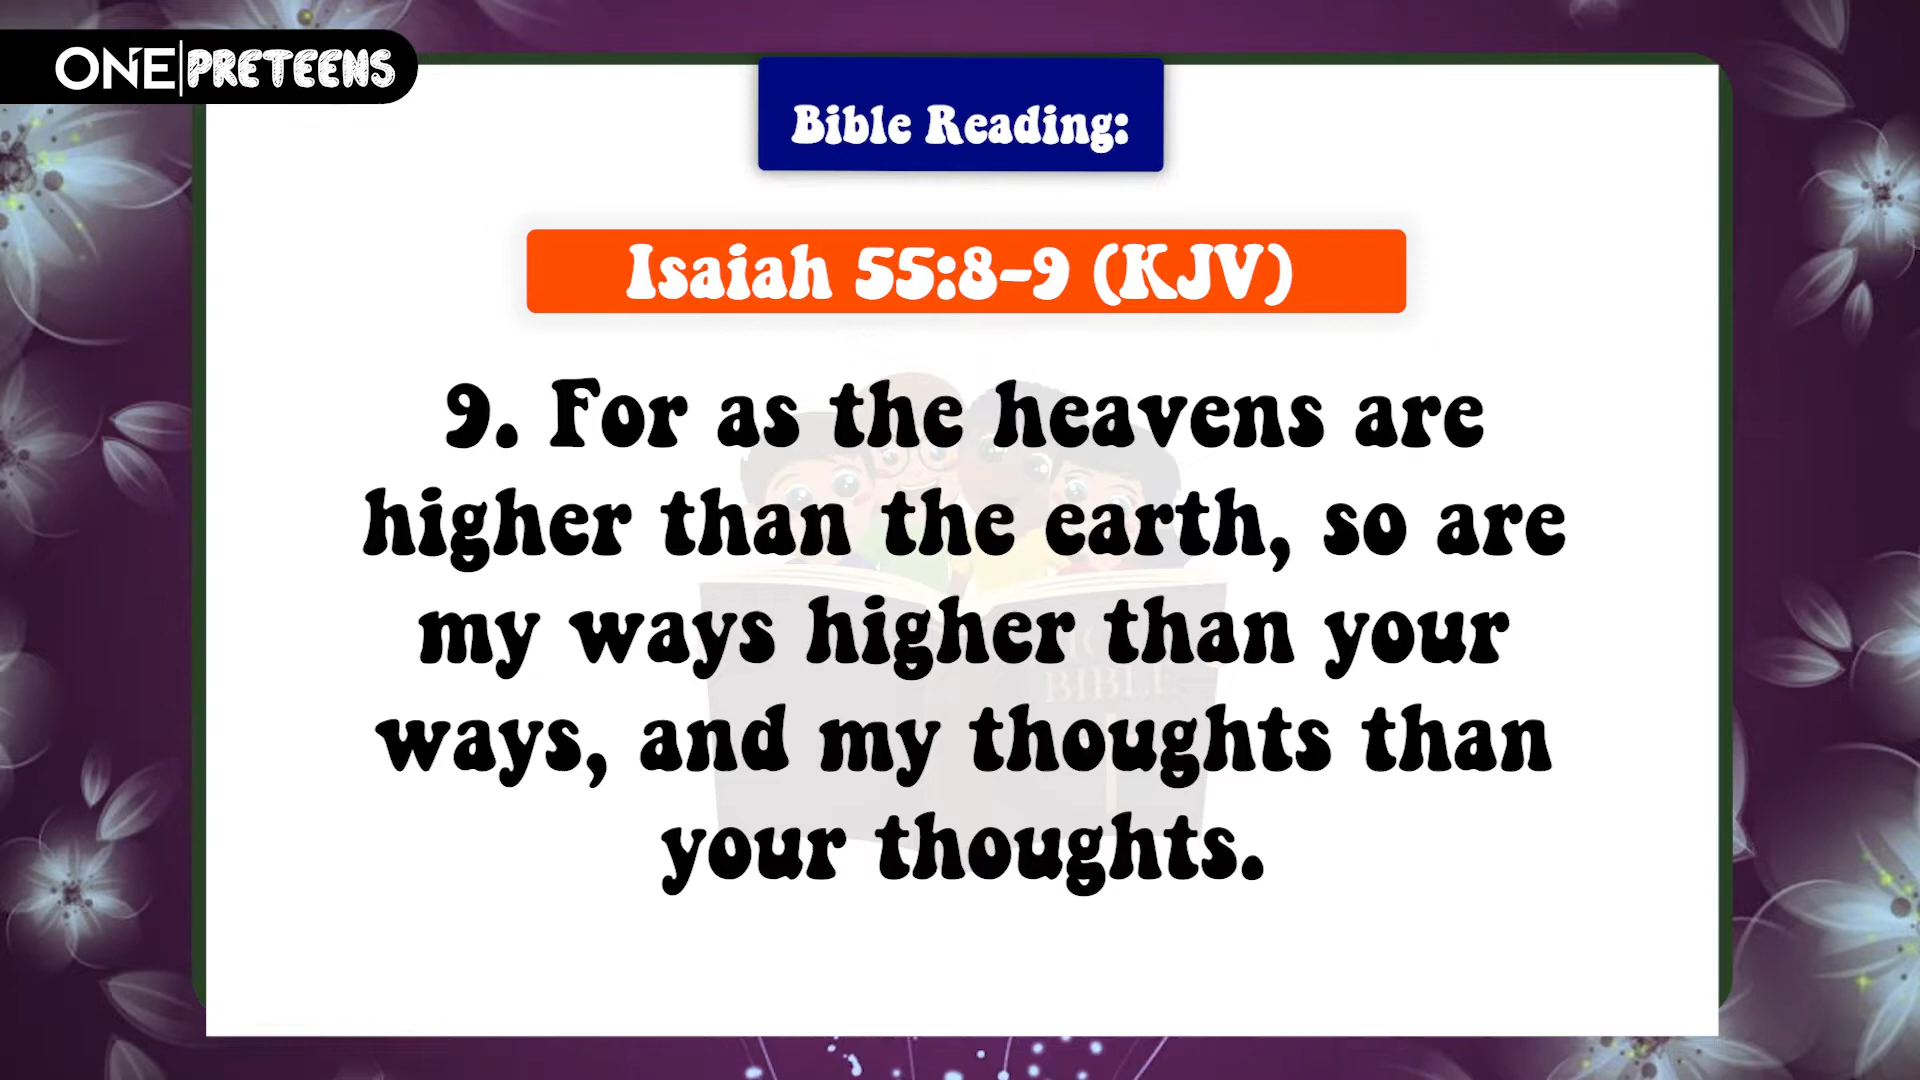 ONE|PRETEENS
Bible Reading:
Isaiah 55:8-9 (KJV)
9. For as the heavens are
higher than the earth, so are
my ways higher than your
ways, and my thoughts than
your thoughts.
BIBLE